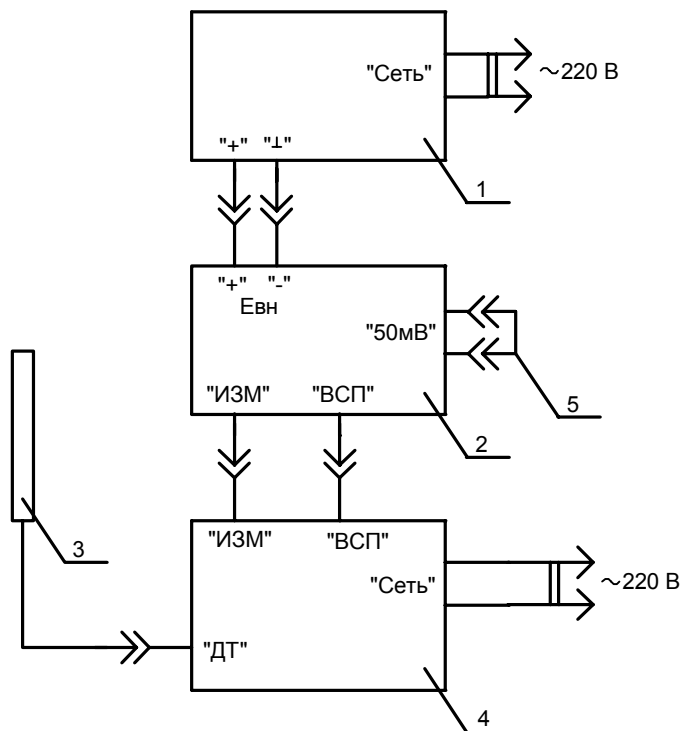 "Сеть"
~220 В
"+" "⊥"
1
"+" "-"
Евн
"50мВ"
"ИЗМ" "ВСП"
5
2
"ИЗМ" "ВСП"
3
"Сеть"
~220 В
"ДТ"
4